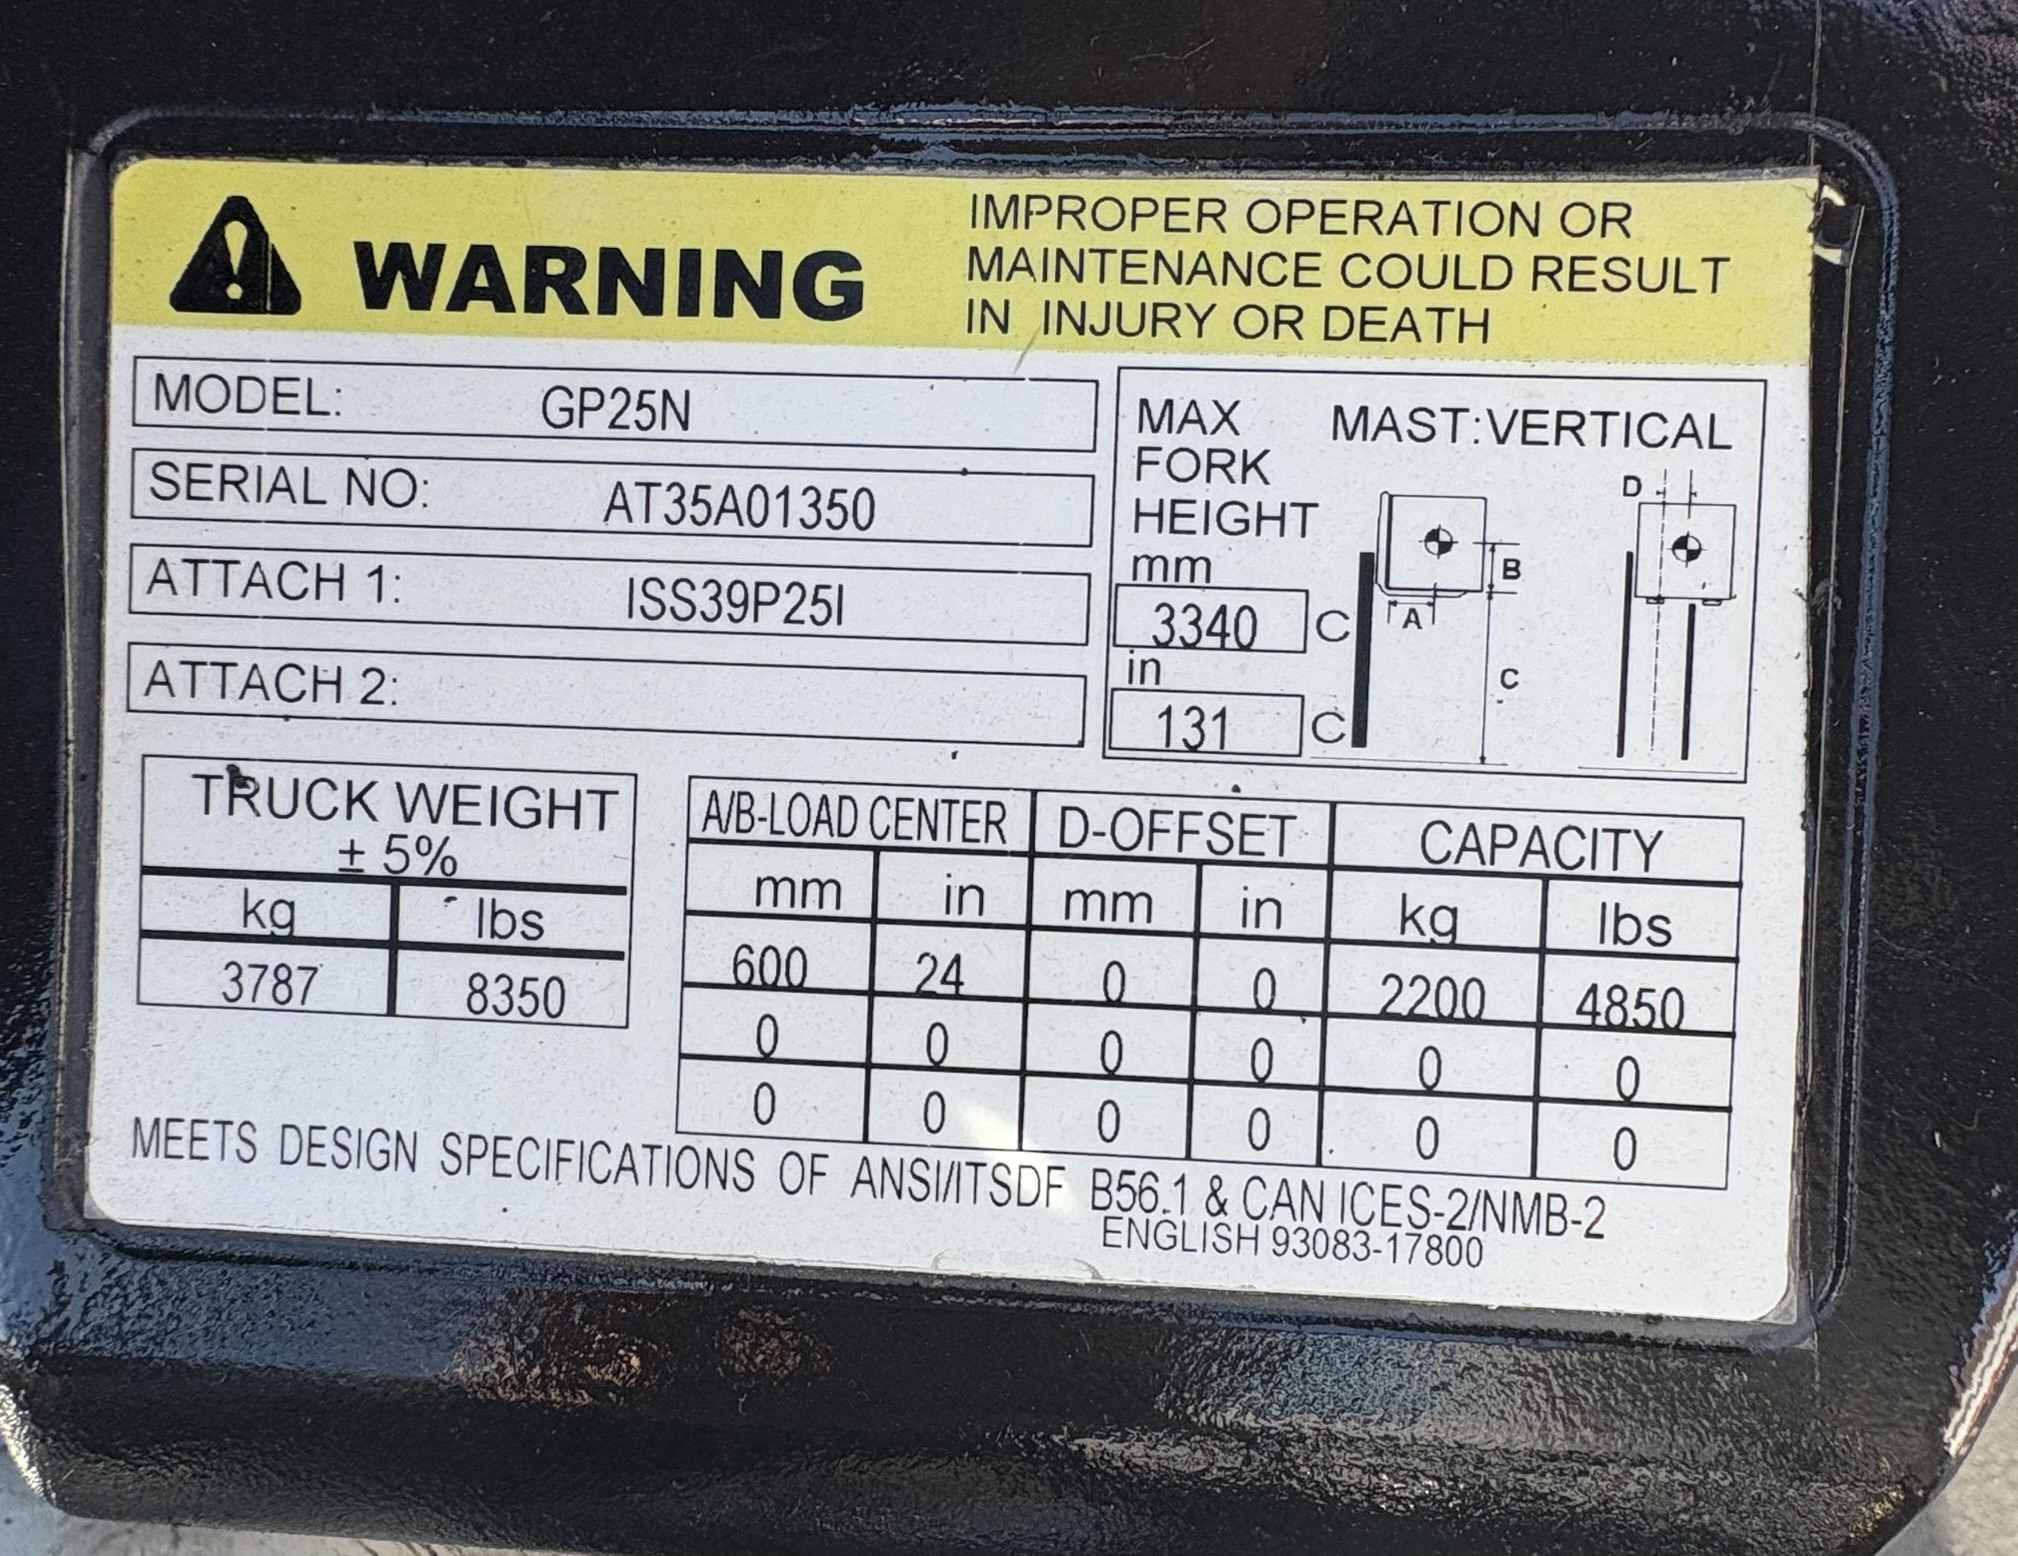 WARNING
IMPROPER OPERATION OR
MAINTENANCE COULD RESULT
IN INJURY OR DEATH
MODEL: GP25N
SERIAL NO: AT35A01350
ATTACH 1: ISS39P25I
ATTACH 2:
MAX
FORK
HEIGHT
mm
3340 C
in
131 C
MAST:VERTICAL
A
B
C
D
TRUCK WEIGHT
± 5%
kg lbs
3787 8350
A/B-LOAD CENTER D-OFFSET CAPACITY
mm in mm in kg lbs
600 24 0 0 2200 4850
0 0 0 0 0 0
0 0 0 0 0 0
MEETS DESIGN SPECIFICATIONS OF ANSI/ITSDF B56.1 & CAN ICES-2/NMB-2
ENGLISH 93083-17800